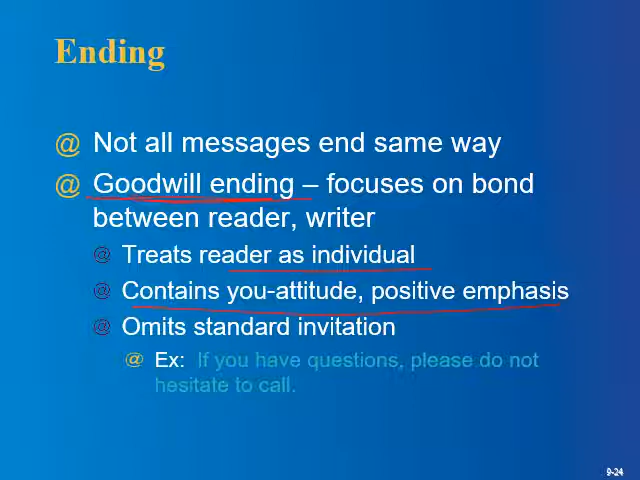 Ending
@ Not all messages end same way
@ Goodwill ending – focuses on bond
between reader, writer
@ Treats reader as individual
@ Contains you-attitude, positive emphasis
@ Omits standard invitation
@ Ex: If you have questions, please do not
hesitate to call.
9-24